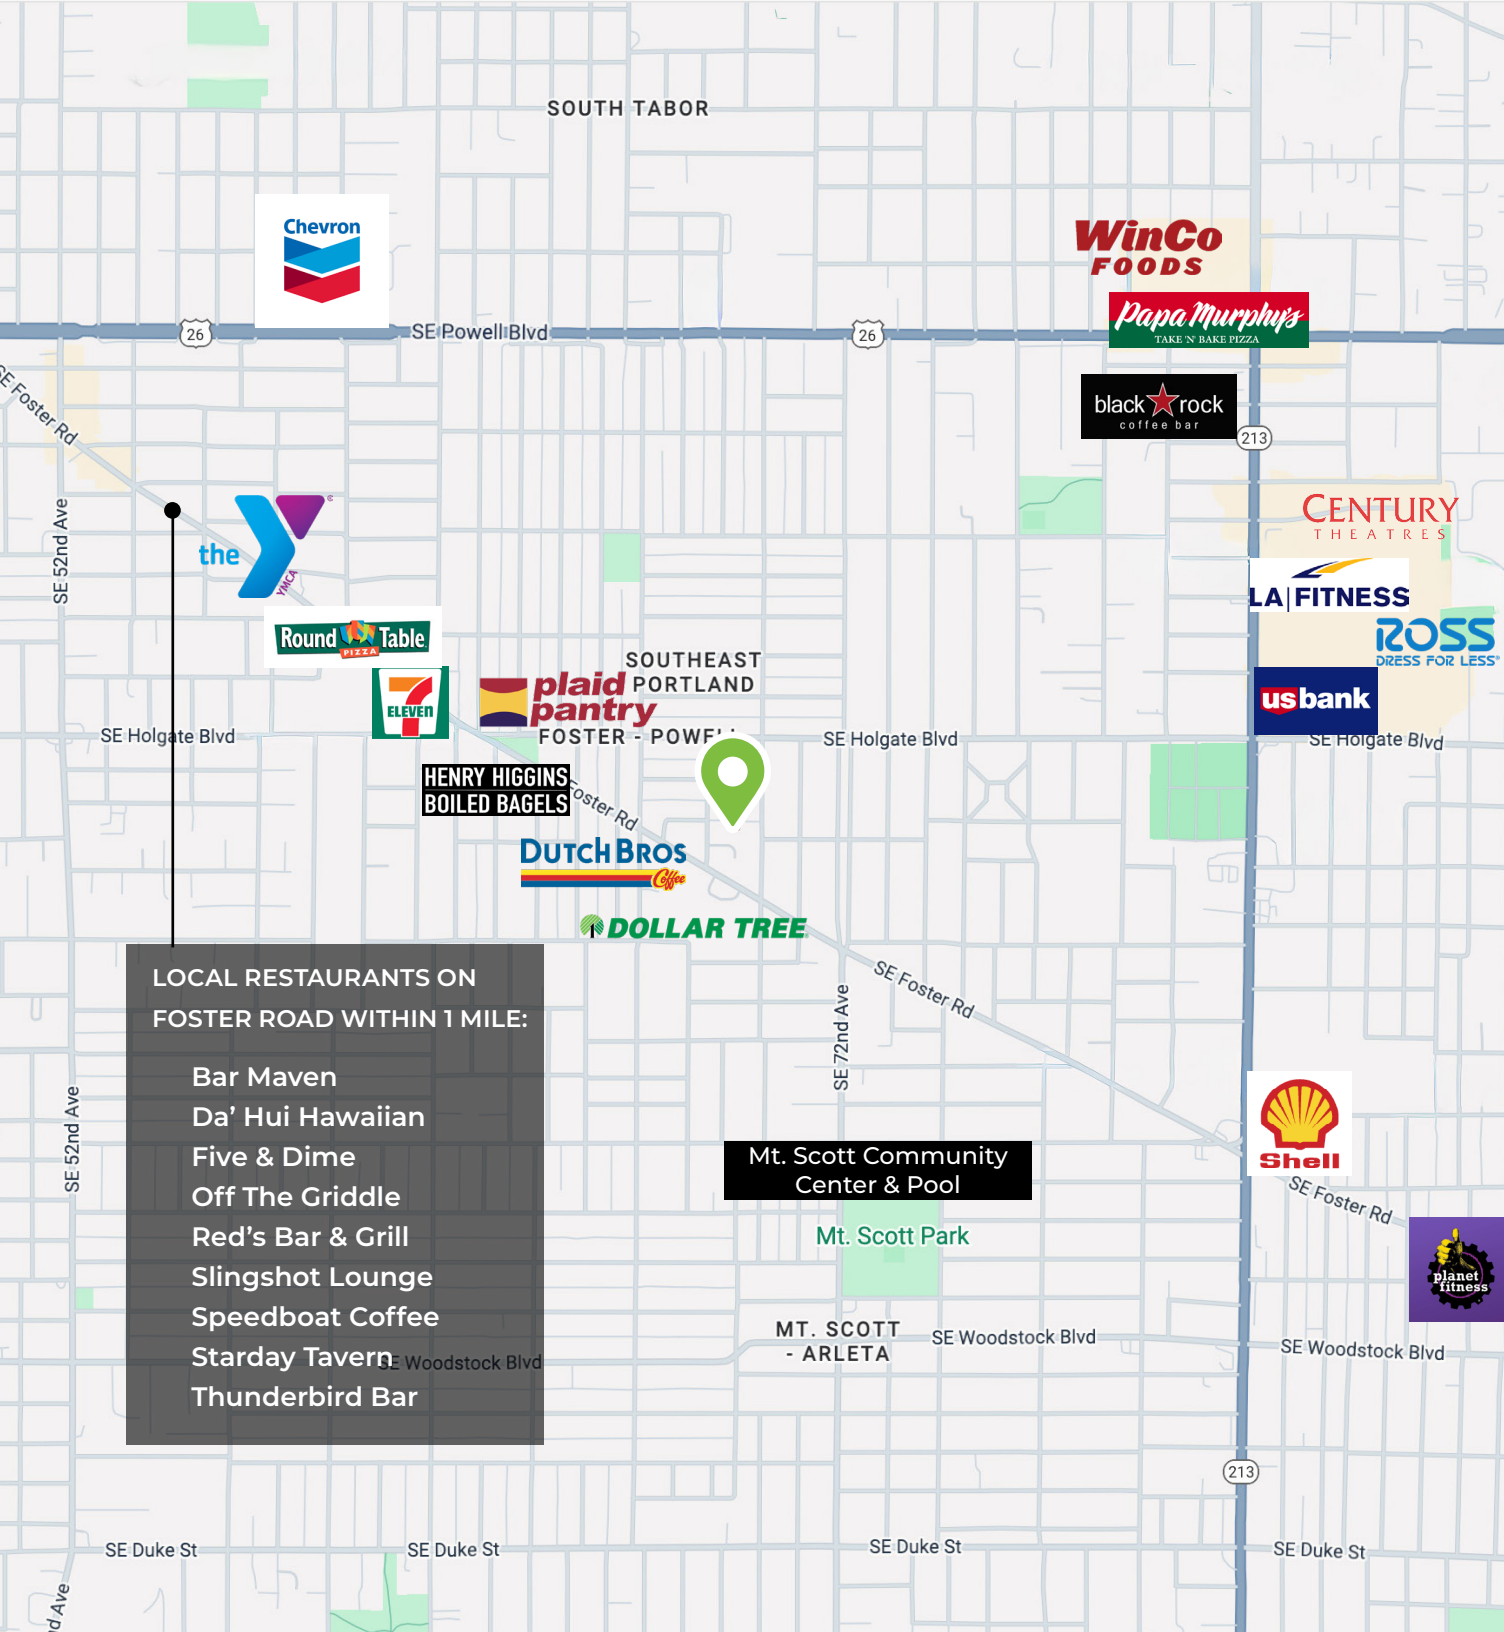 SOUTH TABOR
Chevron
WinCo
FOODS
26
SE Powell Blvd
26
Papa Murphy's
TAKE 'N' BAKE PIZZA
SE Foster Rd
black rock
coffee bar
213
SE 52nd Ave
the
YMCA
CENTURY
THEATRES
LA FITNESS
ROSS
DRESS FOR LESS
Round Table
PIZZA
7
ELEVEN
plaid
pantry
SOUTHEAST
PORTLAND
FOSTER - POWELL
usbank
SE Holgate Blvd
SE Holgate Blvd
SE Holgate Blvd
HENRY HIGGINS
BOILED BAGELS
Foster Rd
DUTCH BROS
Coffee
DOLLAR TREE
SE Foster Rd
SE 72nd Ave
LOCAL RESTAURANTS ON
FOSTER ROAD WITHIN 1 MILE:
Bar Maven
Da’ Hui Hawaiian
Five & Dime
Off The Griddle
Red’s Bar & Grill
Slingshot Lounge
Speedboat Coffee
Starday Tavern
Thunderbird Bar
SE 52nd Ave
SE Woodstock Blvd
Mt. Scott Community
Center & Pool
Mt. Scott Park
Shell
SE Foster Rd
planet
fitness
MT. SCOTT
- ARLETA
SE Woodstock Blvd
SE Woodstock Blvd
213
SE Duke St
SE Duke St
SE Duke St
SE Duke St
d Ave